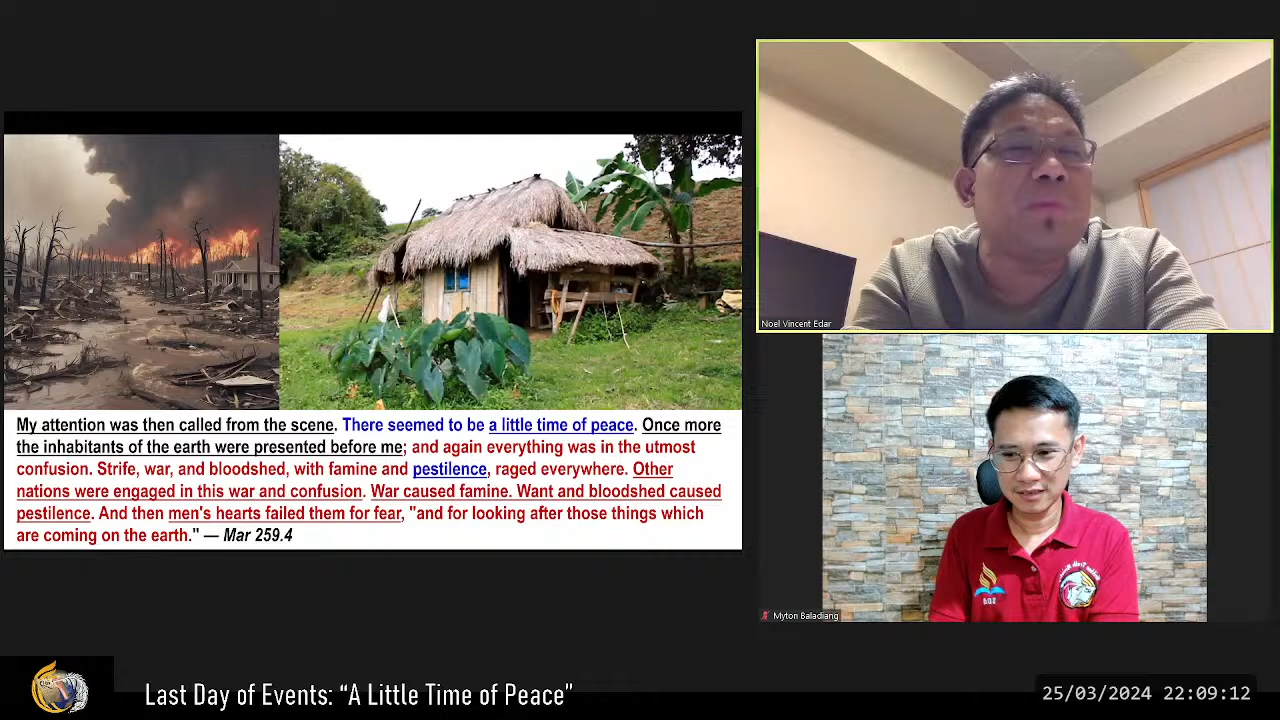 My attention was then called from the scene. There seemed to be a little time of peace. Once more
the inhabitants of the earth were presented before me; and again everything was in the utmost
confusion. Strife, war, and bloodshed, with famine and pestilence, raged everywhere. Other
nations were engaged in this war and confusion. War caused famine. Want and bloodshed caused
pestilence. And then men's hearts failed them for fear, "and for looking after those things which
are coming on the earth." — Mar 259.4
Noel Vincent Edar
Myton Baladiang
Last Day of Events: “A Little Time of Peace”
25/03/2024 22:09:12